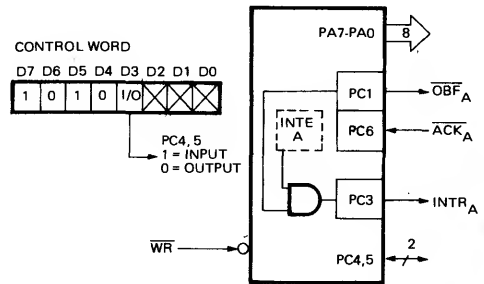 CONTROL WORD
D7 D6 D5 D4 D3 D2 D1 D0
1 0 1 0 I/O
PC4,5
1 = INPUT
0 = OUTPUT
PA7-PA0
8
PC1
OBF A
INTE
A
PC6
ACK A
PC3
INTR A
WR
PC4,5
2